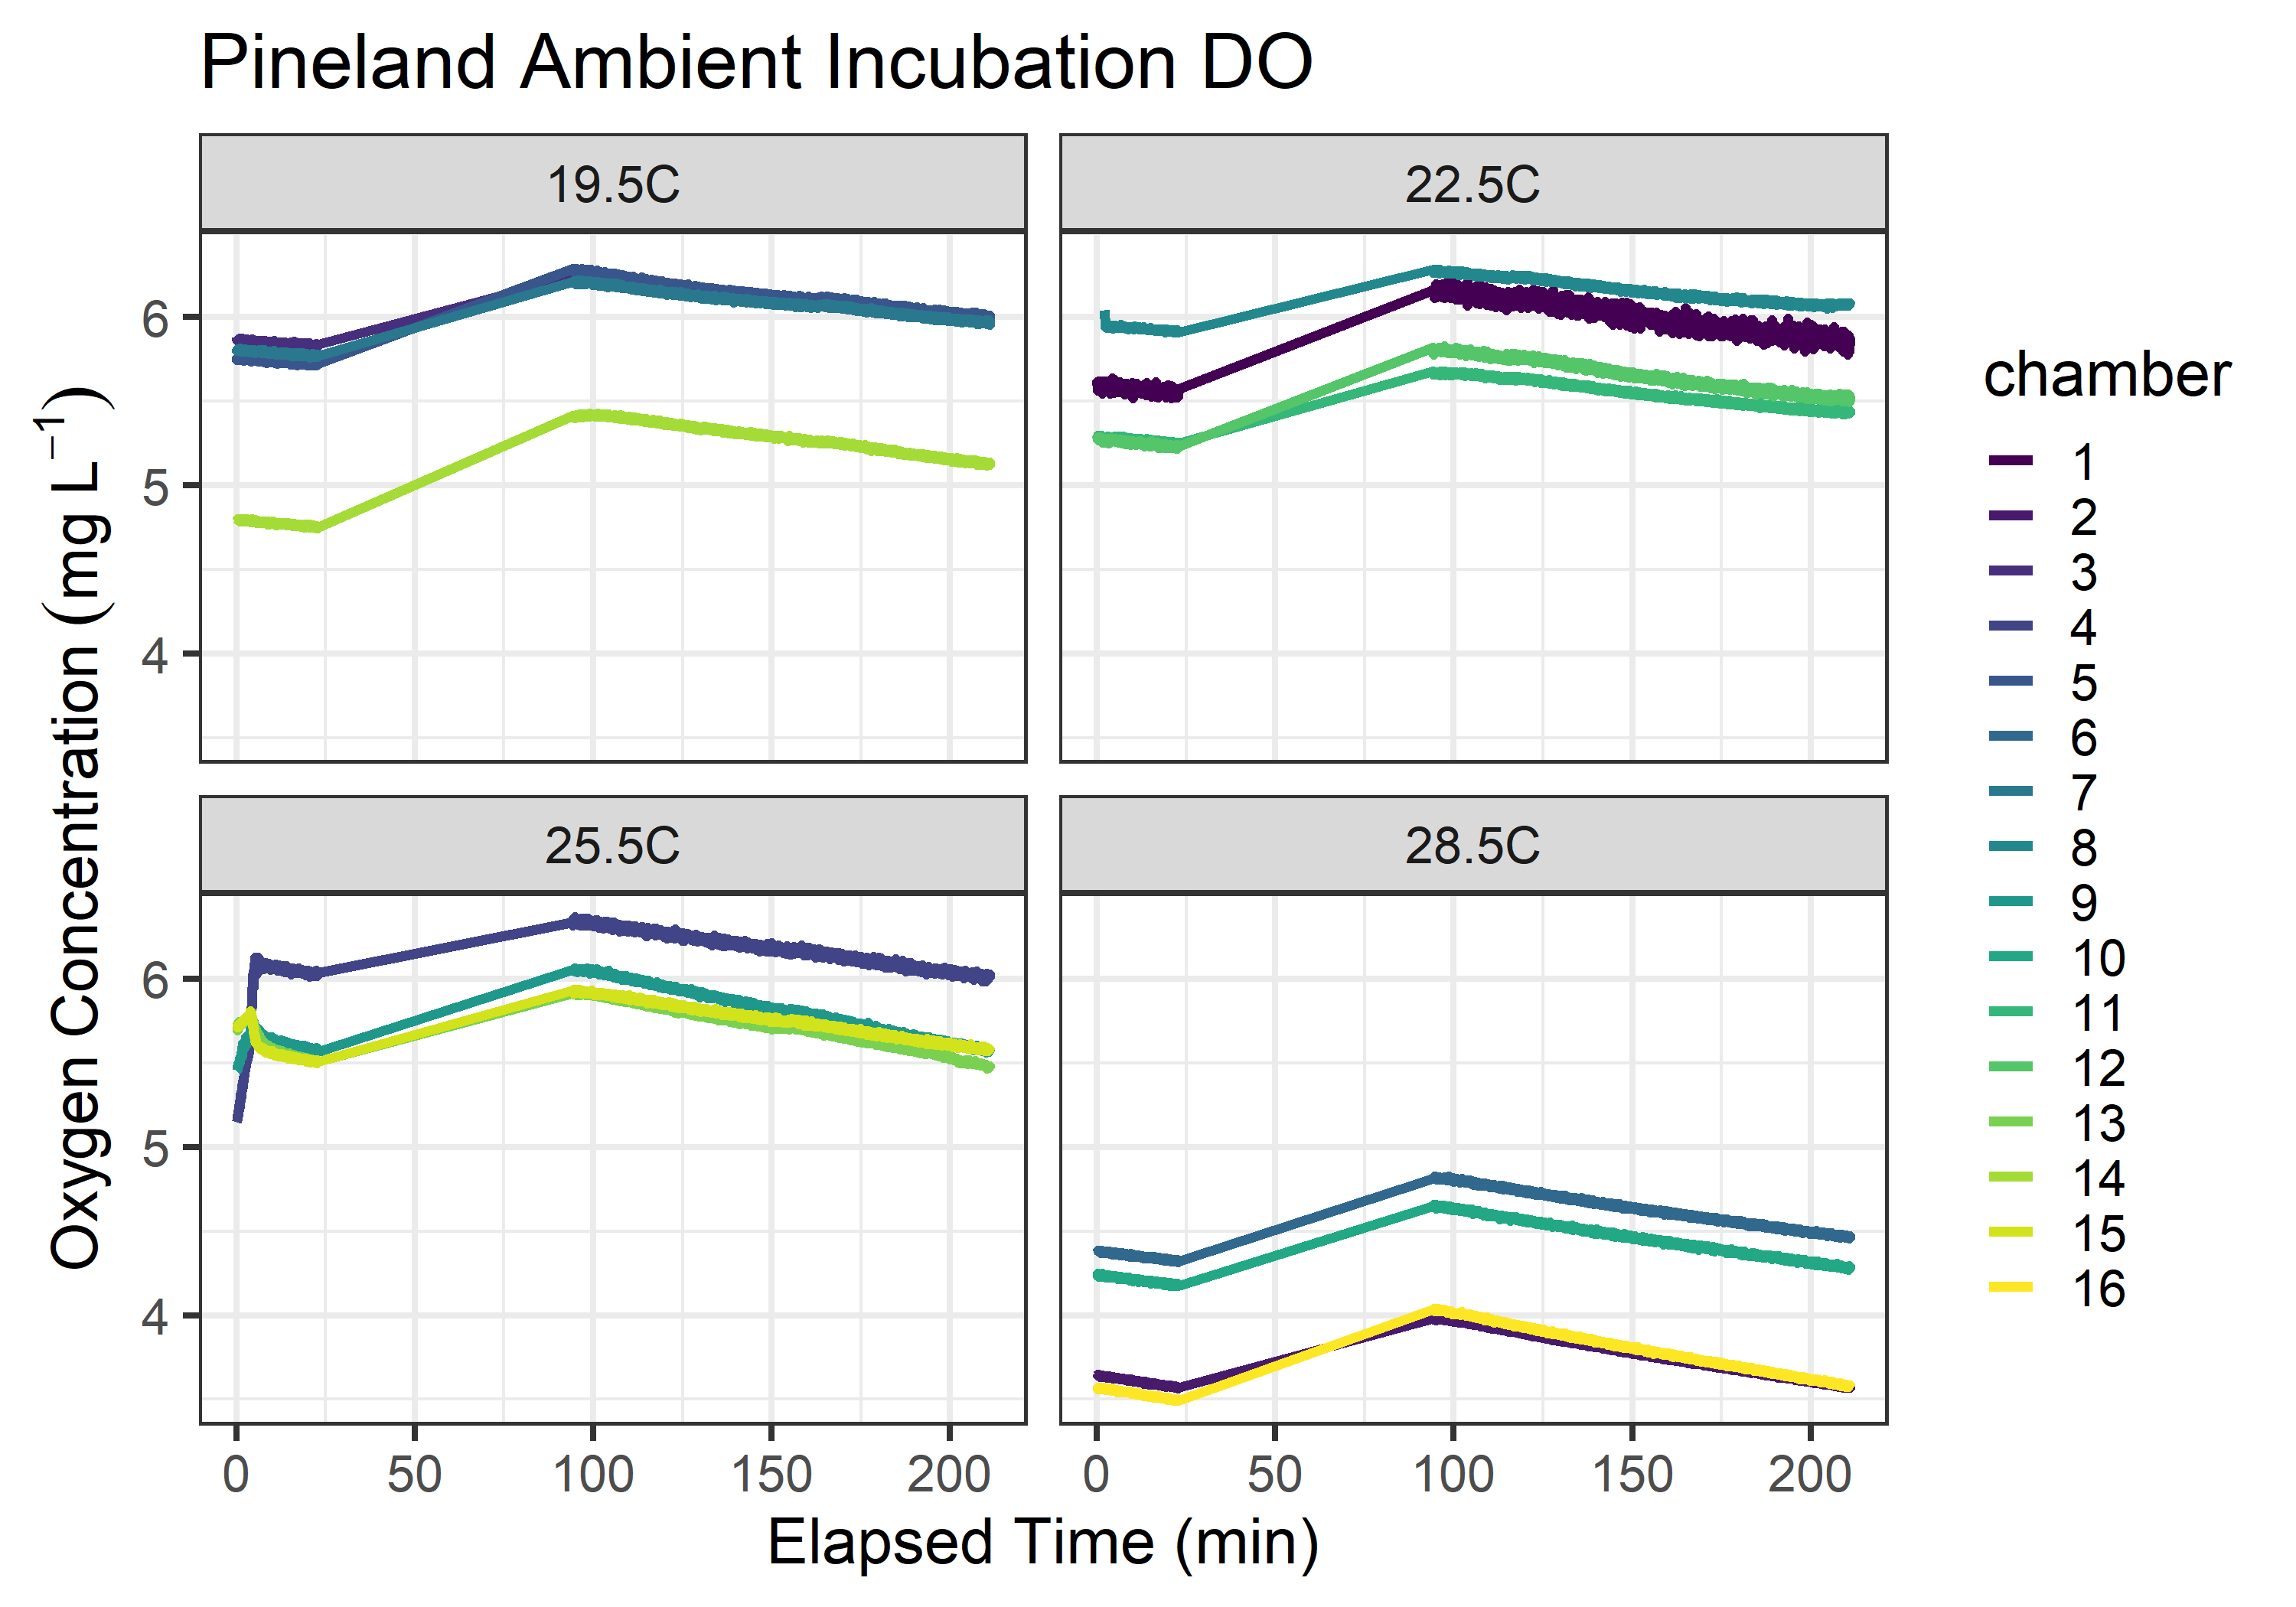 Pineland Ambient Incubation DO
19.5C
22.5C
6
5
4
25.5C
28.5C
6
5
4
0 50 100 150 200
0 50 100 150 200
Elapsed Time (min)
Oxygen Concentration (mg L⁻¹)
chamber
1
2
3
4
5
6
7
8
9
10
11
12
13
14
15
16